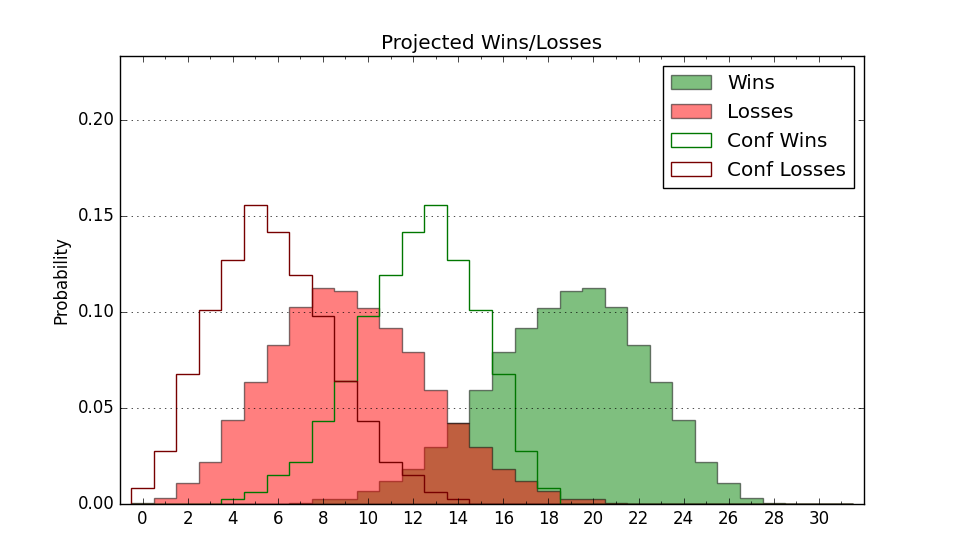 Projected Wins/Losses
Wins
Losses
Conf Wins
Conf Losses
Probability
0.20
0.15
0.10
0.05
0.00
0 2 4 6 8 10 12 14 16 18 20 22 24 26 28 30